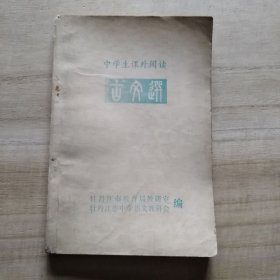 中学生课外阅读
古文选
牡丹江市教育局教研室
牡丹江市中学语文教研会
编